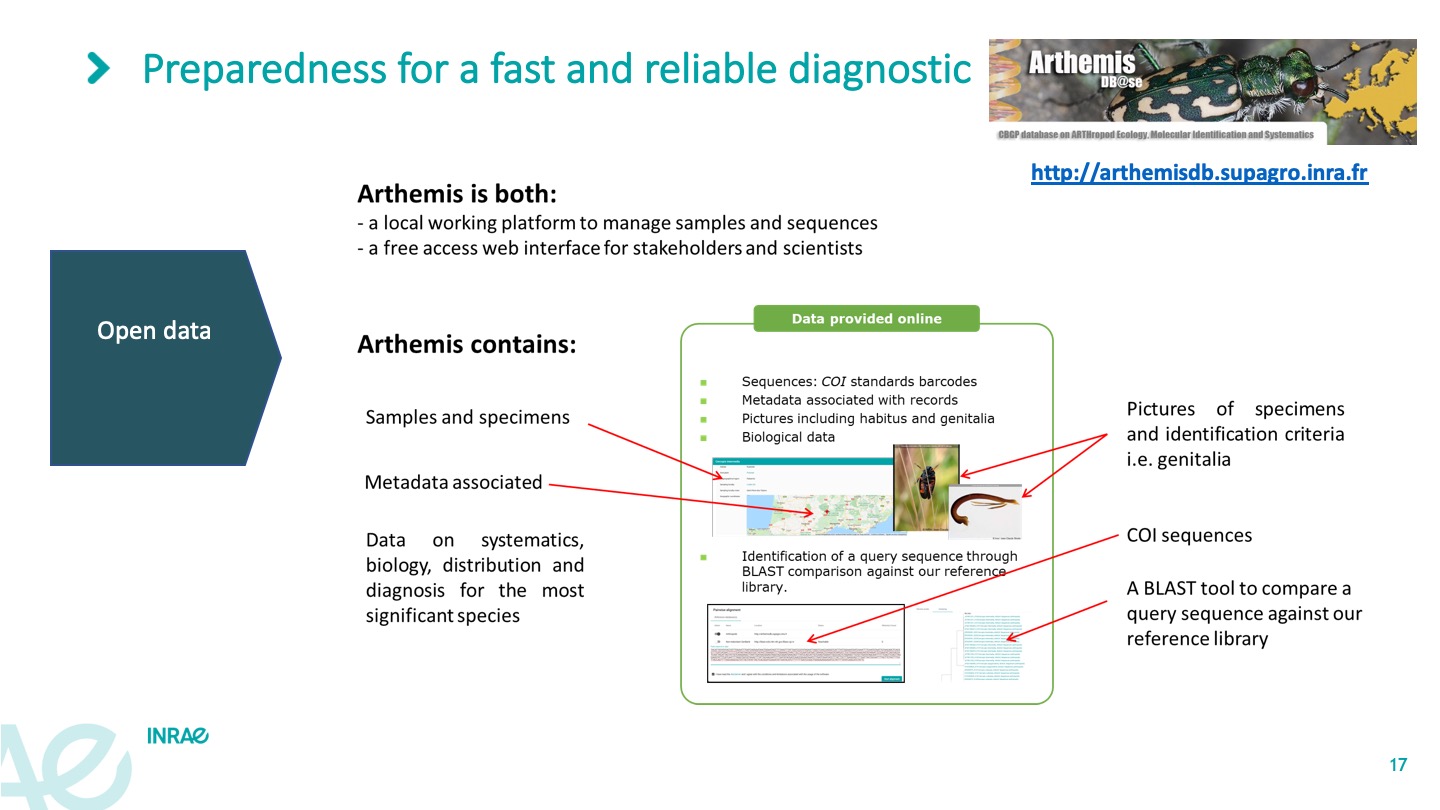 Preparedness for a fast and reliable diagnostic
Arthemis
DB@se
CBGP database on ARTHropod Ecology, Molecular Identification and Systematics
http://arthemisdb.supagro.inra.fr
Arthemis is both:
- a local working platform to manage samples and sequences
- a free access web interface for stakeholders and scientists
Open data
Arthemis contains:
Samples and specimens
Metadata associated
Data on systematics,
biology, distribution and
diagnosis for the most
significant species
Data provided online
Sequences: COI standards barcodes
Metadata associated with records
Pictures including habitus and genitalia
Biological data
Identification of a query sequence through
BLAST comparison against our reference
library.
Pairwise alignment
Pictures of specimens
and identification criteria
i.e. genitalia
COI sequences
A BLAST tool to compare a
query sequence against our
reference library
INRAE
17